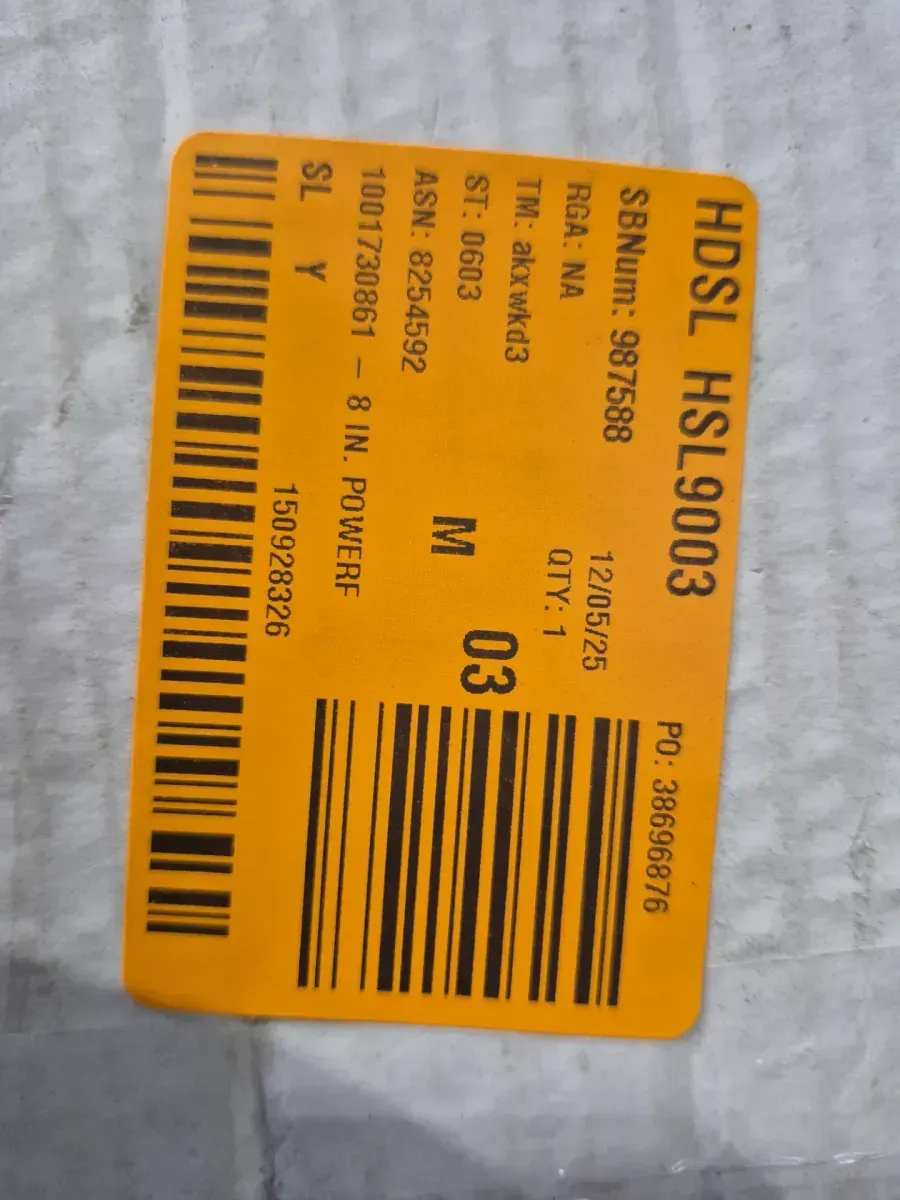 HDSL HSL9003
PO: 38696876
SBNum: 987588
12/05/25
RGA: NA
QTY: 1
TM: akxwkd3
ST: 0603
03
ASN: 8254592
M
1001730861 - 8 IN. POWERF
SL Y
150928326